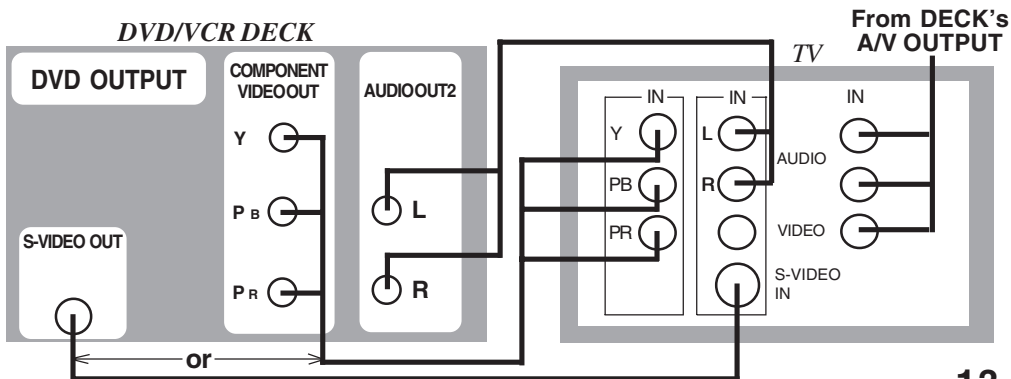 From DECK's
A/V OUTPUT
DVD/VCR DECK
TV
DVD OUTPUT
COMPONENT
VIDEO OUT
AUDIO OUT2
Y
PB
PR
L
R
S-VIDEO OUT
or
IN
Y
PB
PR
IN
L
R
AUDIO
VIDEO
S-VIDEO
IN
IN